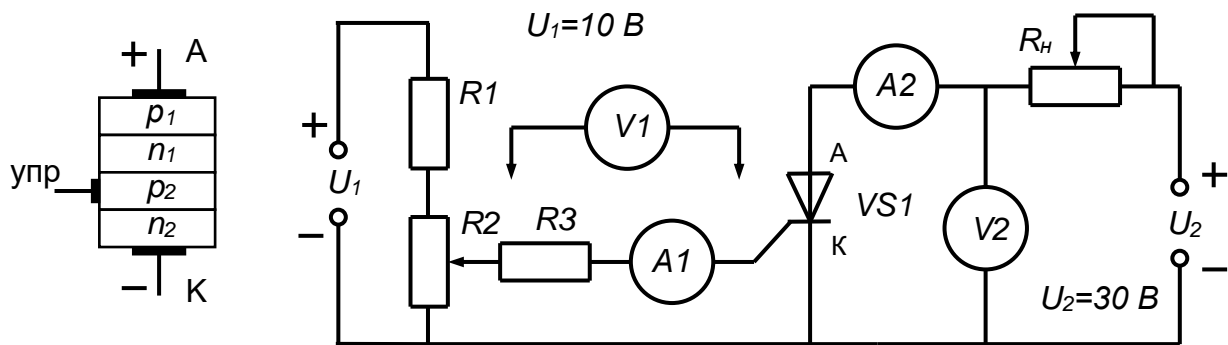 + А
p1
n1
упр
p2
n2
– К
U1=10 В
+
U1
–
R1
R2
R3
V1
A1
A2
А
VS1
К
V2
Rн
+
U2
–
U2=30 В